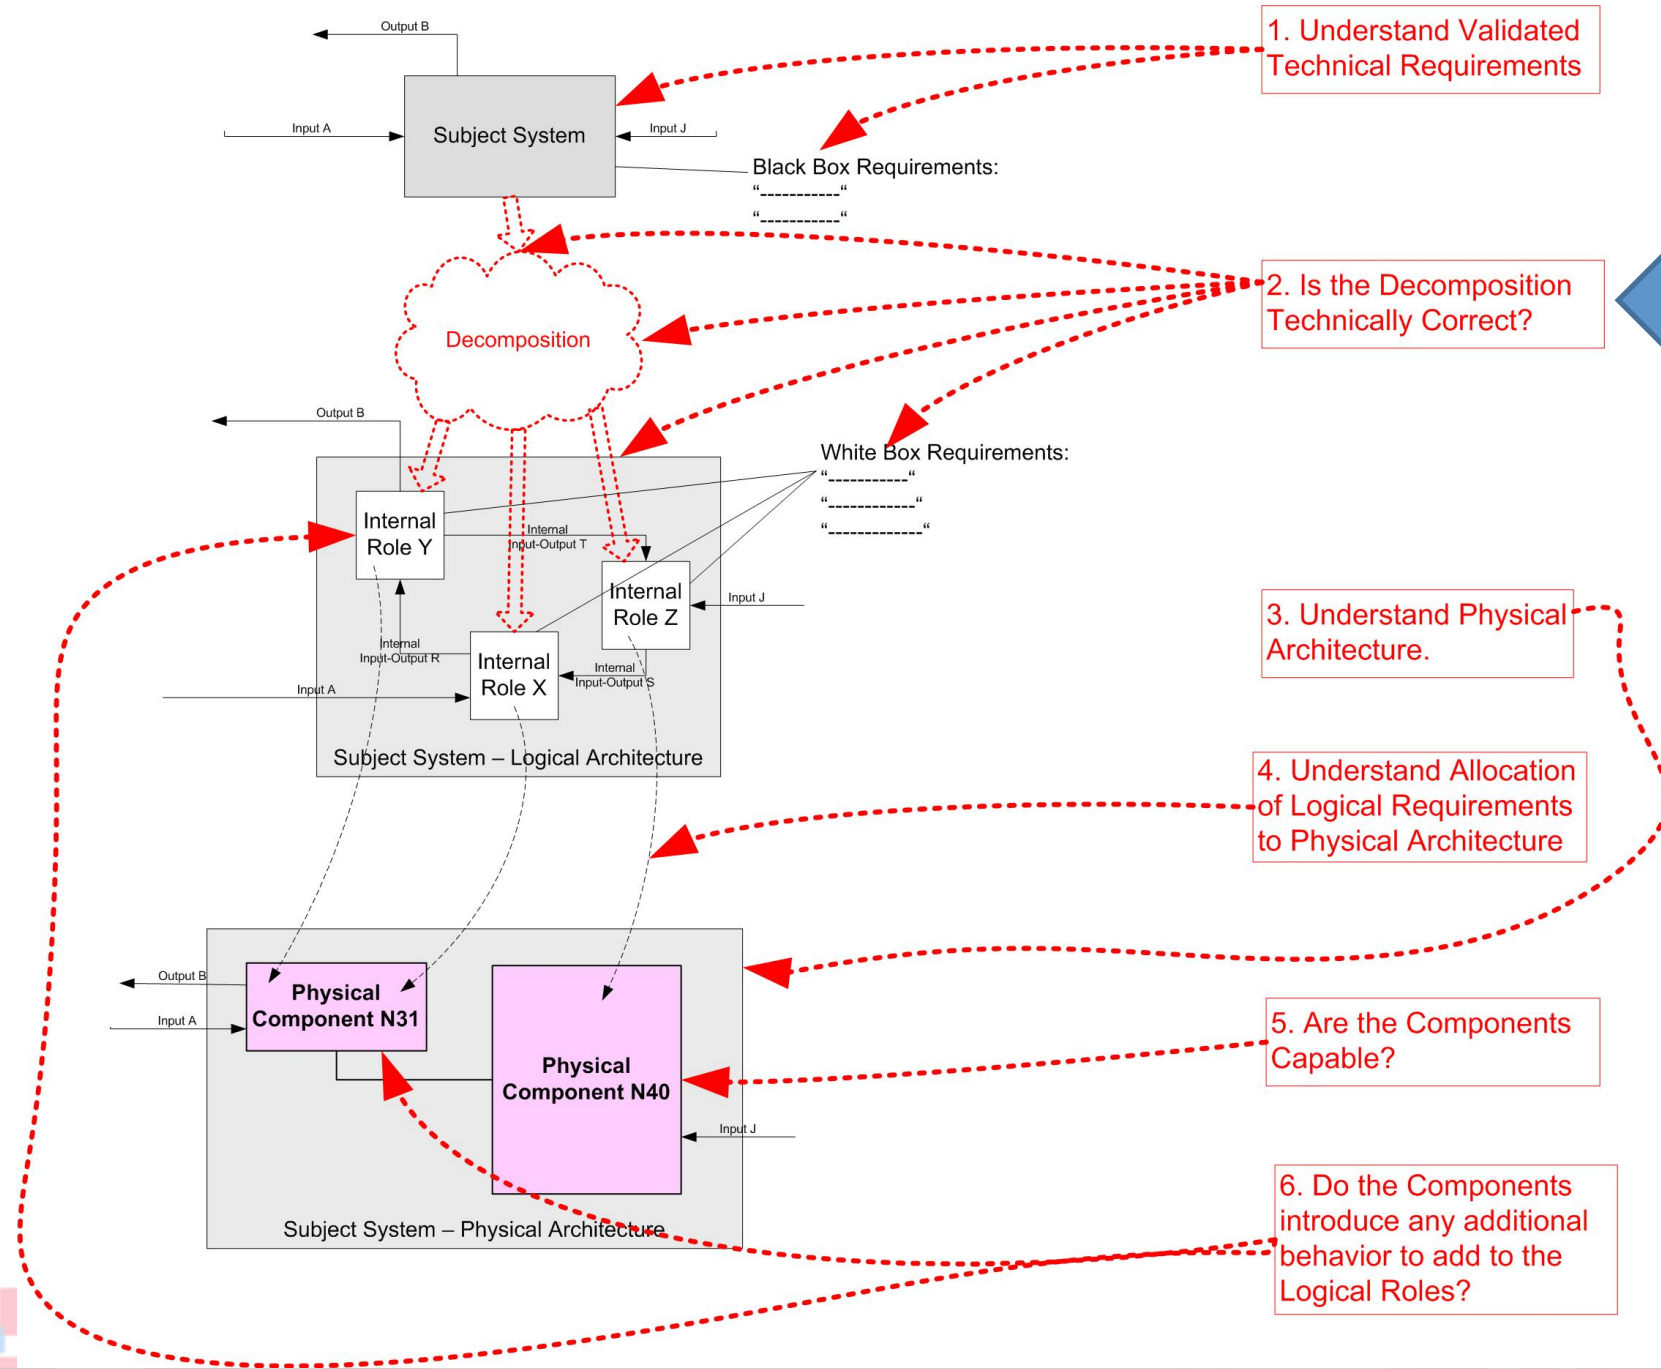 Output B
1. Understand Validated
Technical Requirements
Input A
Subject System
Input J
Black Box Requirements:
“-----------“
“-----------“
2. Is the Decomposition
Technically Correct?
Decomposition
Output B
White Box Requirements:
“-----------“
“------------“
“-------------“
Internal
Role Y
Internal
Input-Output T
Internal
Role Z
Input J
3. Understand Physical
Architecture.
Internal
Input-Output R
Internal
Role X
Internal
Input-Output S
Input A
Subject System – Logical Architecture
4. Understand Allocation
of Logical Requirements
to Physical Architecture
Output B
Input A
Physical
Component N31
Physical
Component N40
5. Are the Components
Capable?
Input J
Subject System – Physical Architecture
6. Do the Components
introduce any additional
behavior to add to the
Logical Roles?